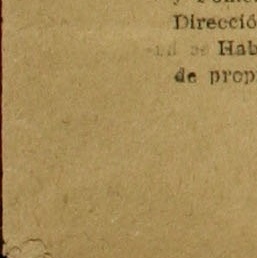 Direcció
Hab
de prop